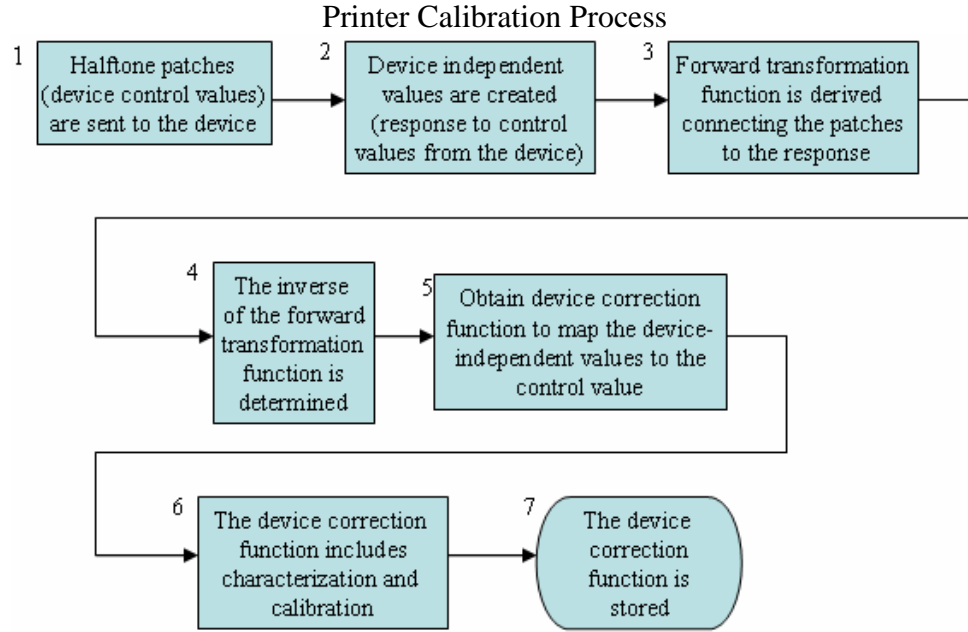 Printer Calibration Process
1
Halftone patches
(device control values)
are sent to the device
2
Device independent
values are created
(response to control
values from the device)
3
Forward transformation
function is derived
connecting the patches
to the response
4
The inverse
of the forward
transformation
function is
determined
5
Obtain device correction
function to map the device-
independent values to the
control value
6
The device correction
function includes
characterization and
calibration
7
The device
correction
function is
stored